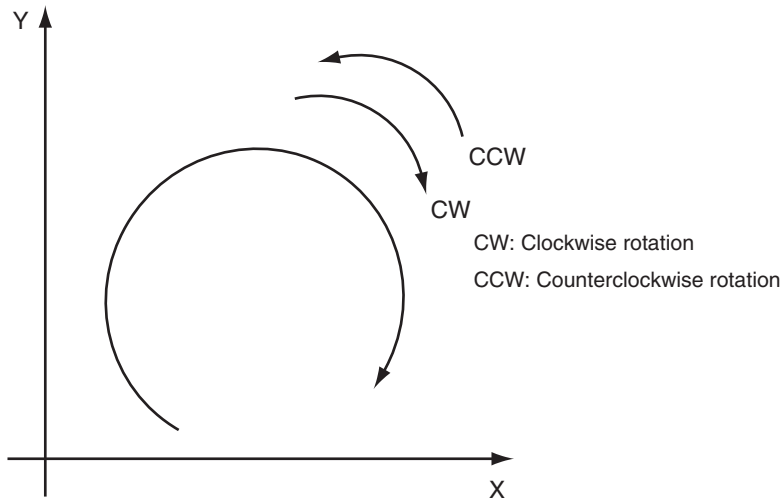 Y
CCW
CW
CW: Clockwise rotation
CCW: Counterclockwise rotation
X